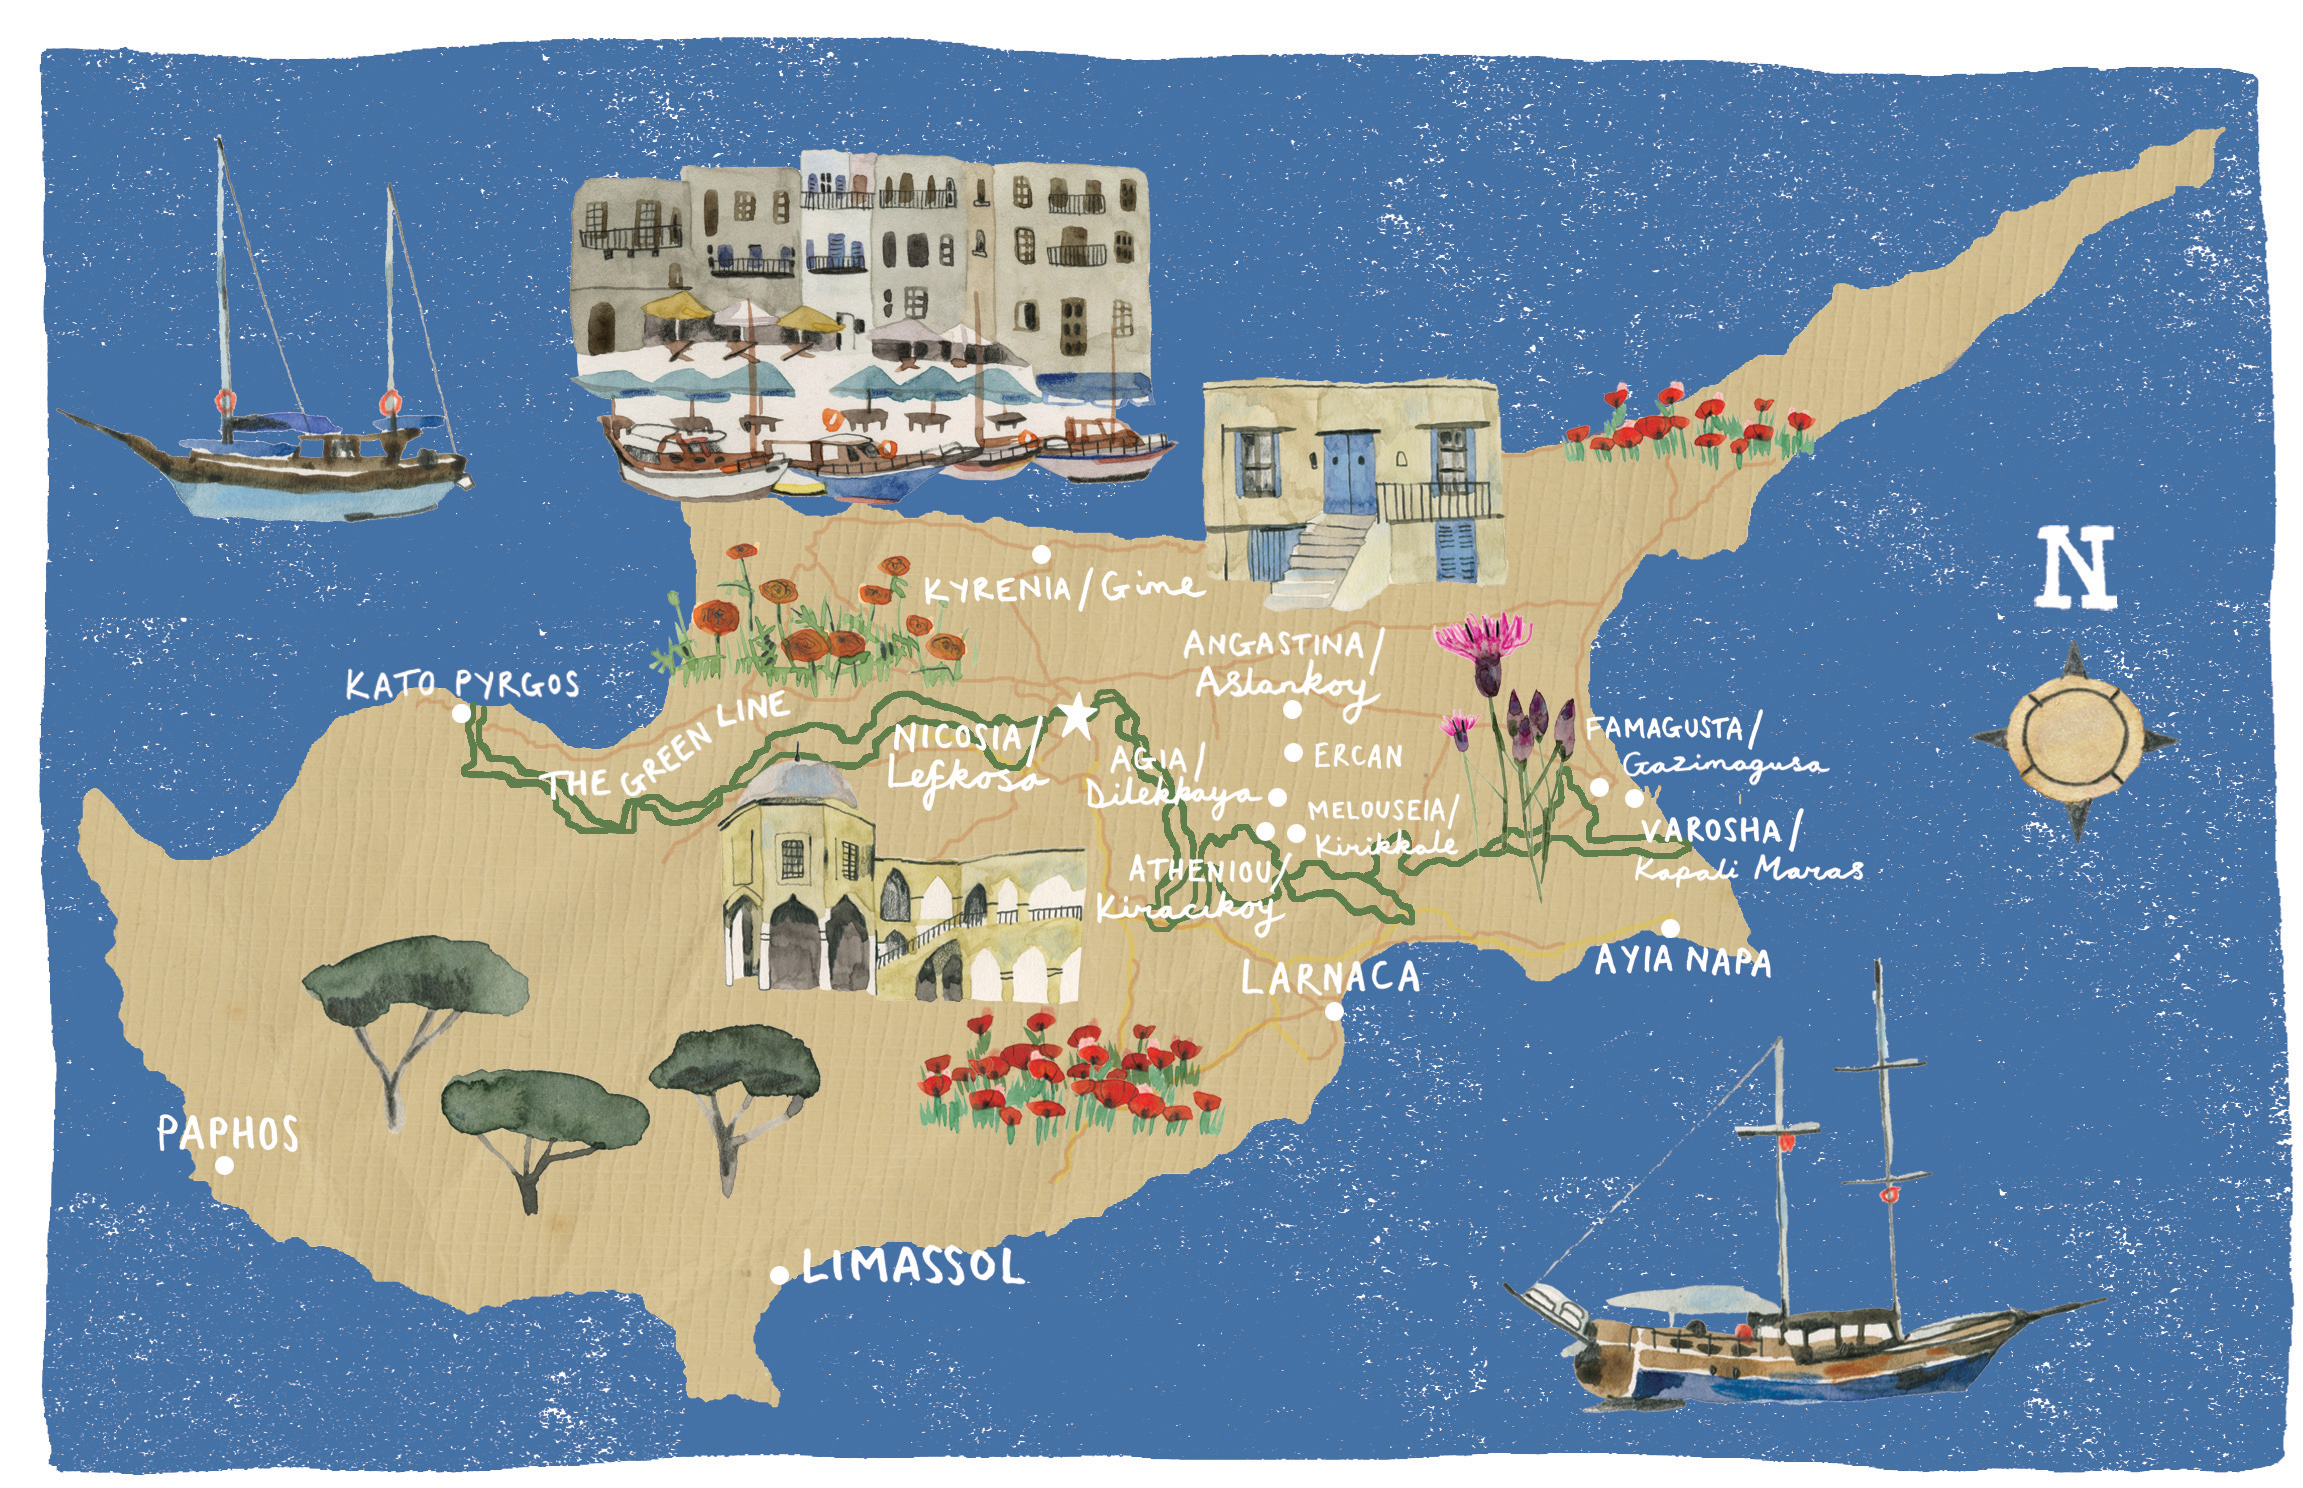 N
KYRENIA/Girne
ANGASTINA/
Aslankoy
KATO PYRGOS
THE GREEN LINE
NICOSIA/
Lefkosa
AGIA/
Dilekkaya
ERCAN
FAMAGUSTA/
Gazimagusa
MELOUSEIA/
Kirikkale
VAROSHA/
Kapali Maras
ATHENIOU/
Kiracikoy
LARNACA
AYIA NAPA
PAPHOS
LIMASSOL